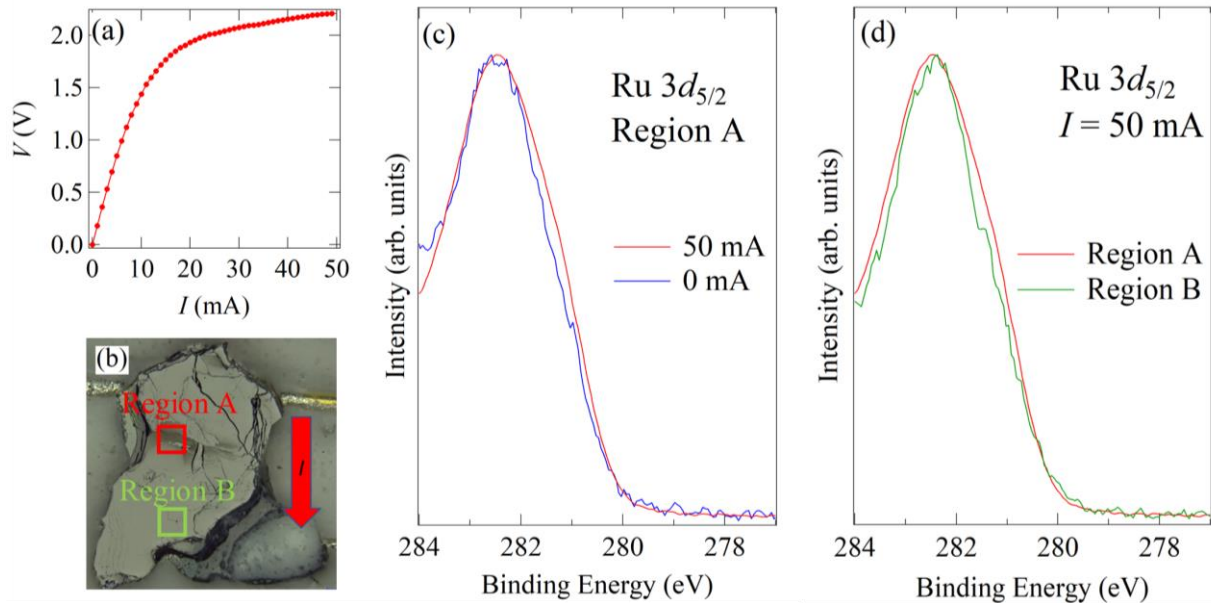 (a)
V (V)
2.0
1.5
1.0
0.5
0.0
0 10 20 30 40 50
I (mA)
(b)
Region A
Region B
I
(c)
Ru 3d5/2
Region A
50 mA
0 mA
Intensity (arb. units)
284 282 280 278
Binding Energy (eV)
(d)
Ru 3d5/2
I = 50 mA
Region A
Region B
Intensity (arb. units)
284 282 280 278
Binding Energy (eV)